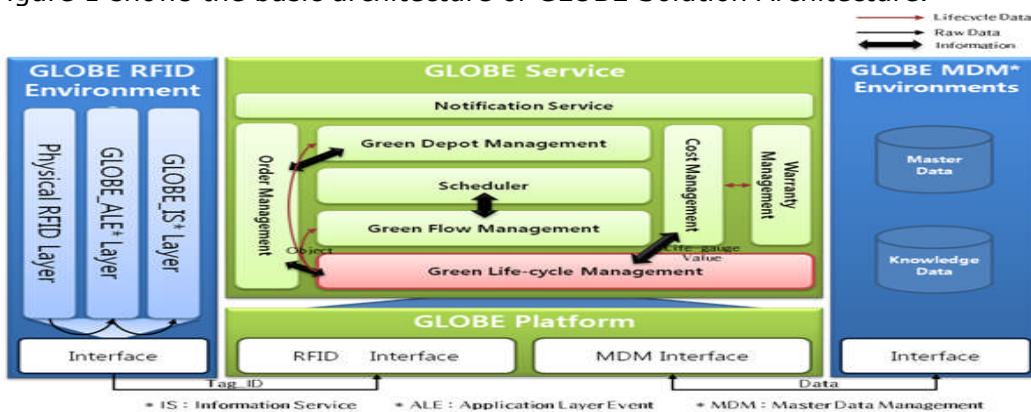 Figure 1 shows the basic architecture of GLOBE Solution Architecture.
Lifecycle Data
Raw Data
Information
GLOBE RFID
Environment
Physical RFID Layer
GLOBE_ALE* Layer
GLOBE_IS* Layer
Interface
GLOBE Service
Notification Service
Order Management
Green Depot Management
Scheduler
Green Flow Management
Cost Management
Warranty
Management
Object
Life-gauge
Value
Green Life-cycle Management
GLOBE Platform
RFID Interface
MDM Interface
GLOBE MDM*
Environments
Master
Data
Knowledge
Data
Interface
Tag_ID
Data
* IS : Information Service * ALE : Application Layer Event * MDM : Master Data Management